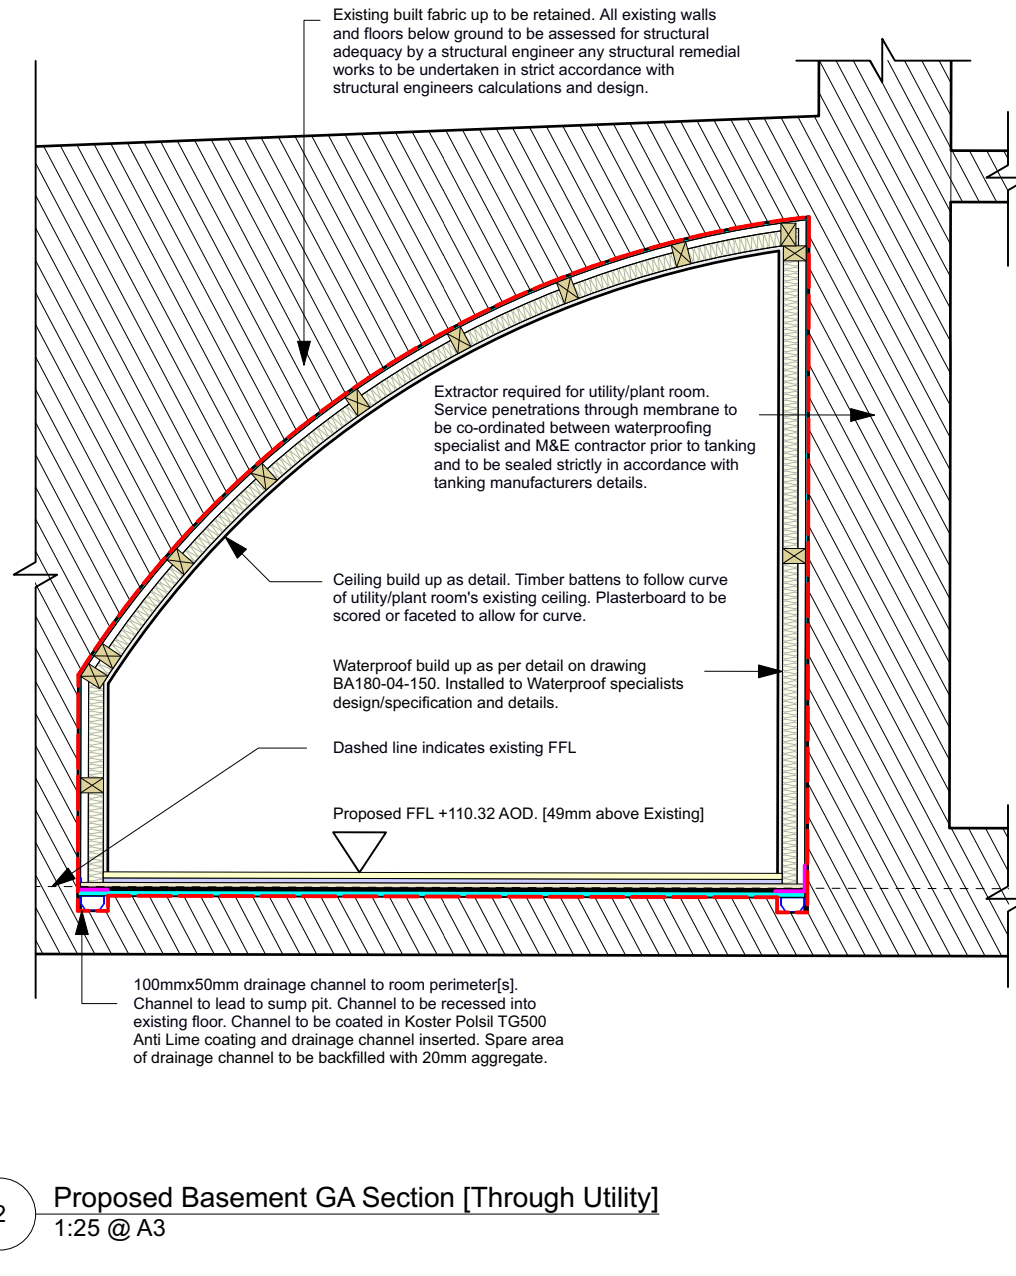 Existing built fabric up to be retained. All existing walls
and floors below ground to be assessed for structural
adequacy by a structural engineer any structural remedial
works to be undertaken in strict accordance with
structural engineers calculations and design.
Extractor required for utility/plant room.
Service penetrations through membrane to
be co-ordinated between waterproofing
specialist and M&E contractor prior to tanking
and to be sealed strictly in accordance with
tanking manufacturers details.
Ceiling build up as detail. Timber battens to follow curve
of utility/plant room's existing ceiling. Plasterboard to be
scored or faceted to allow for curve.
Waterproof build up as per detail on drawing
BA180-04-150. Installed to Waterproof specialists
design/specification and details.
Dashed line indicates existing FFL
Proposed FFL +110.32 AOD. [49mm above Existing]
100mmx50mm drainage channel to room perimeter[s].
Channel to lead to sump pit. Channel to be recessed into
existing floor. Channel to be coated in Koster Polsil TG500
Anti Lime coating and drainage channel inserted. Spare area
of drainage channel to be backfilled with 20mm aggregate.
2
Proposed Basement GA Section [Through Utility]
1:25 @ A3